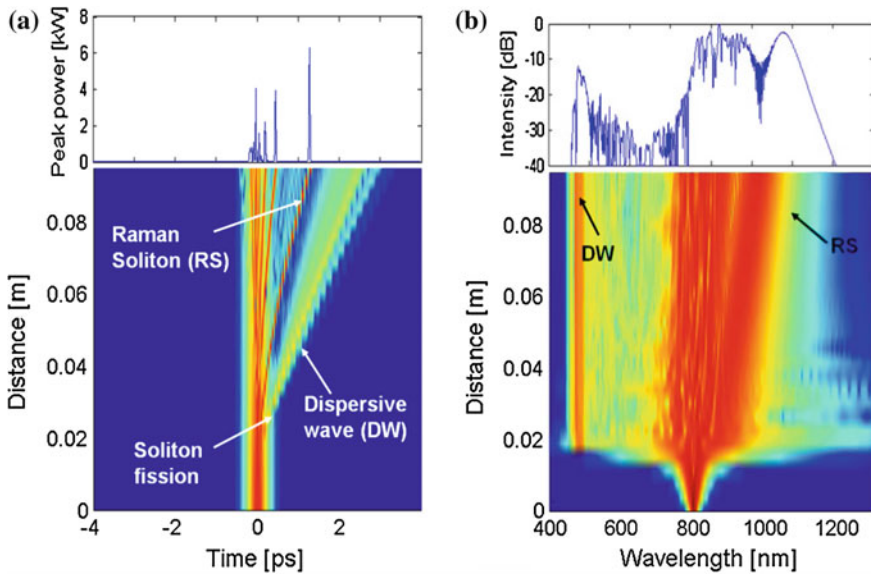 (a)
Peak power [kW]
8
6
4
2
0
Distance [m]
0.08
0.06
0.04
0.02
0
Raman
Soliton (RS)
Soliton
fission
Dispersive
wave (DW)
-4
-2
0
2
Time [ps]
(b)
Intensity [dB]
0
-10
-20
-30
-40
Distance [m]
0.08
0.06
0.04
0.02
0
DW
RS
400
600
800
1000
1200
Wavelength [nm]